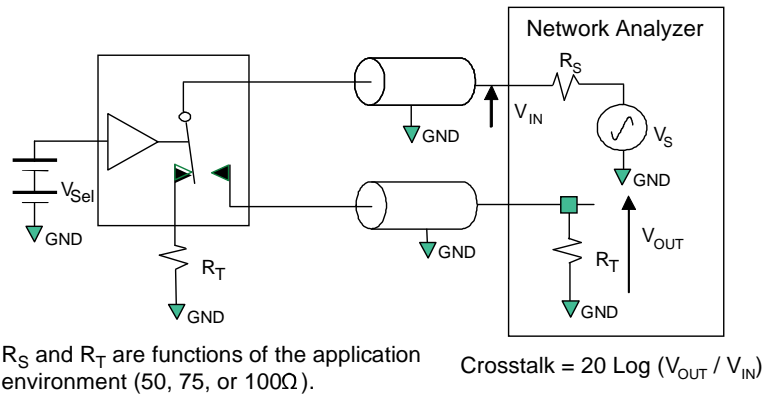 Network Analyzer
R_S
GND
V_IN
V_S
GND
V_Sel
GND
GND
V_OUT
R_T
GND
R_T
GND
R_S and R_T are functions of the application
environment (50, 75, or 100Ω).
Crosstalk = 20 Log (V_OUT / V_IN)